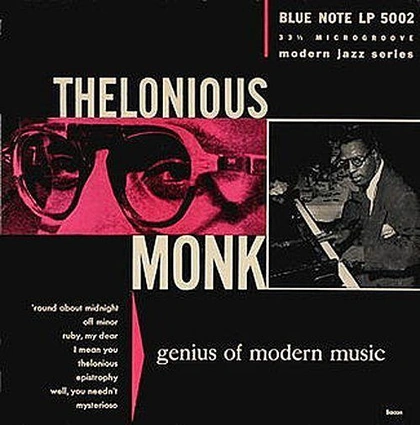 BLUE NOTE LP 5002
33⅓ MICROGROOVE
modern jazz series
THELONIOUS
MONK
'round about midnight
off minor
ruby, my dear
I mean you
thelonious
epistrophy
well, you needn't
mysterioso
genius of modern music
Bacon